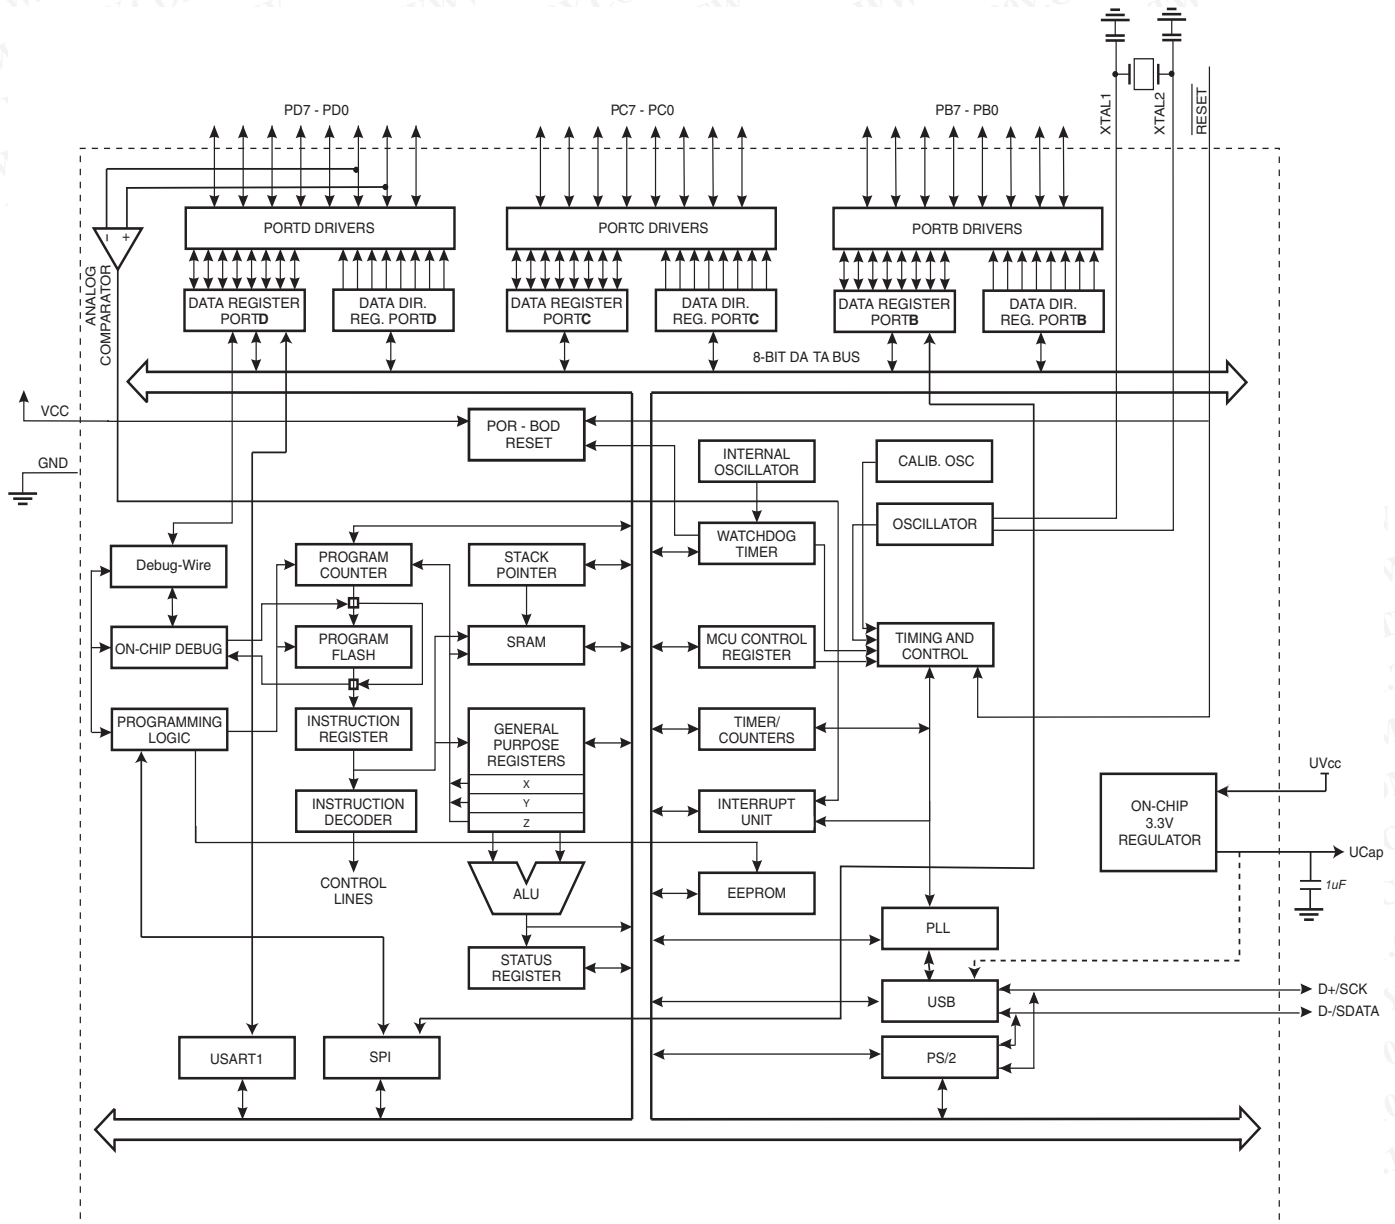 XTAL1
XTAL2
RESET
PD7 - PD0
PC7 - PC0
PB7 - PB0
PORTD DRIVERS
PORTC DRIVERS
PORTB DRIVERS
- +
ANALOG
COMPARATOR
DATA REGISTER
PORTD
DATA DIR.
REG. PORTD
DATA REGISTER
PORTC
DATA DIR.
REG. PORTC
DATA REGISTER
PORTB
DATA DIR.
REG. PORTB
8-BIT DA TA BUS
VCC
GND
POR - BOD
RESET
INTERNAL
OSCILLATOR
CALIB. OSC
WATCHDOG
TIMER
OSCILLATOR
Debug-Wire
PROGRAM
COUNTER
STACK
POINTER
ON-CHIP DEBUG
PROGRAM
FLASH
SRAM
MCU CONTROL
REGISTER
TIMING AND
CONTROL
PROGRAMMING
LOGIC
INSTRUCTION
REGISTER
GENERAL
PURPOSE
REGISTERS
X
Y
Z
TIMER/
COUNTERS
INSTRUCTION
DECODER
INTERRUPT
UNIT
UVcc
ON-CHIP
3.3V
REGULATOR
UCap
1uF
CONTROL
LINES
ALU
EEPROM
PLL
STATUS
REGISTER
USB
D+/SCK
D-/SDATA
USART1
SPI
PS/2